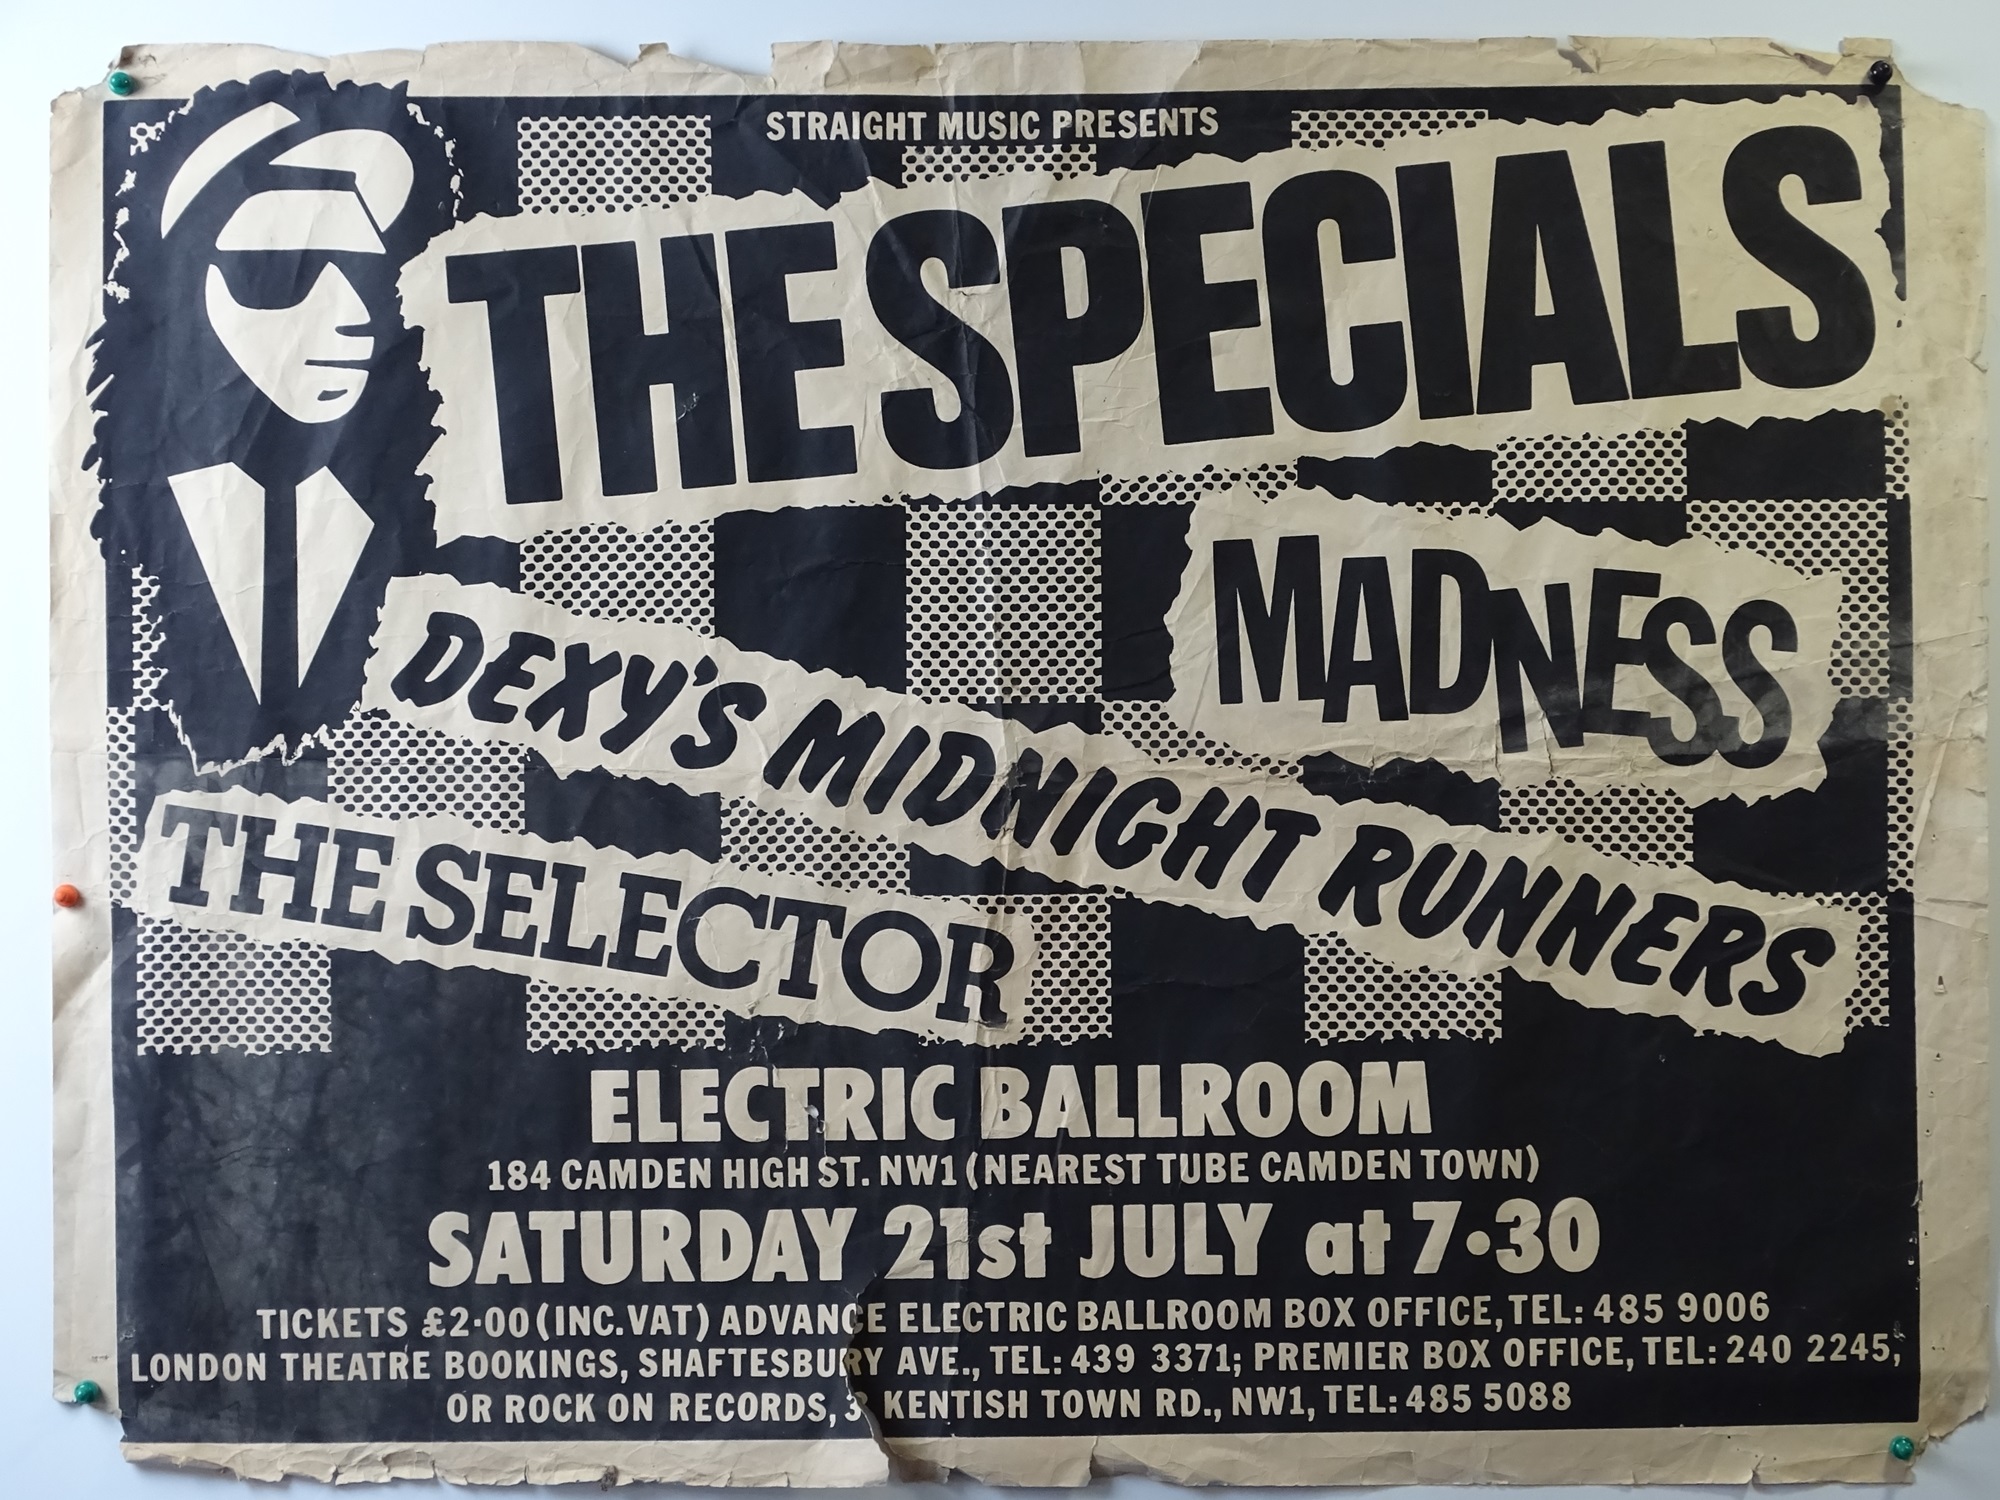 STRAIGHT MUSIC PRESENTS
THE SPECIALS
MADNESS
DEXY'S MIDNIGHT RUNNERS
THE SELECTOR
ELECTRIC BALLROOM
184 CAMDEN HIGH ST. NW1 (NEAREST TUBE CAMDEN TOWN)
SATURDAY 21st JULY at 7·30
TICKETS £2·00 (INC. VAT) ADVANCE ELECTRIC BALLROOM BOX OFFICE, TEL: 485 9006
LONDON THEATRE BOOKINGS, SHAFTESBURY AVE., TEL: 439 3371; PREMIER BOX OFFICE, TEL: 240 2245,
OR ROCK ON RECORDS, 3 KENTISH TOWN RD., NW1, TEL: 485 5088